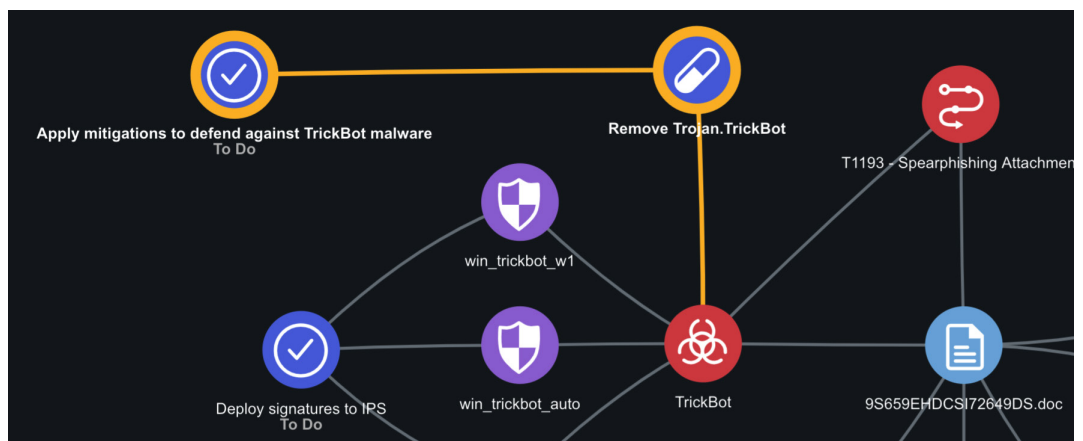 Apply mitigations to defend against TrickBot malware
To Do
Remove Trojan.TrickBot
T1193 - Spearphishing Attachmen
win_trickbot_w1
Deploy signatures to IPS
To Do
win_trickbot_auto
TrickBot
9S659EHDCSI72649DS.doc